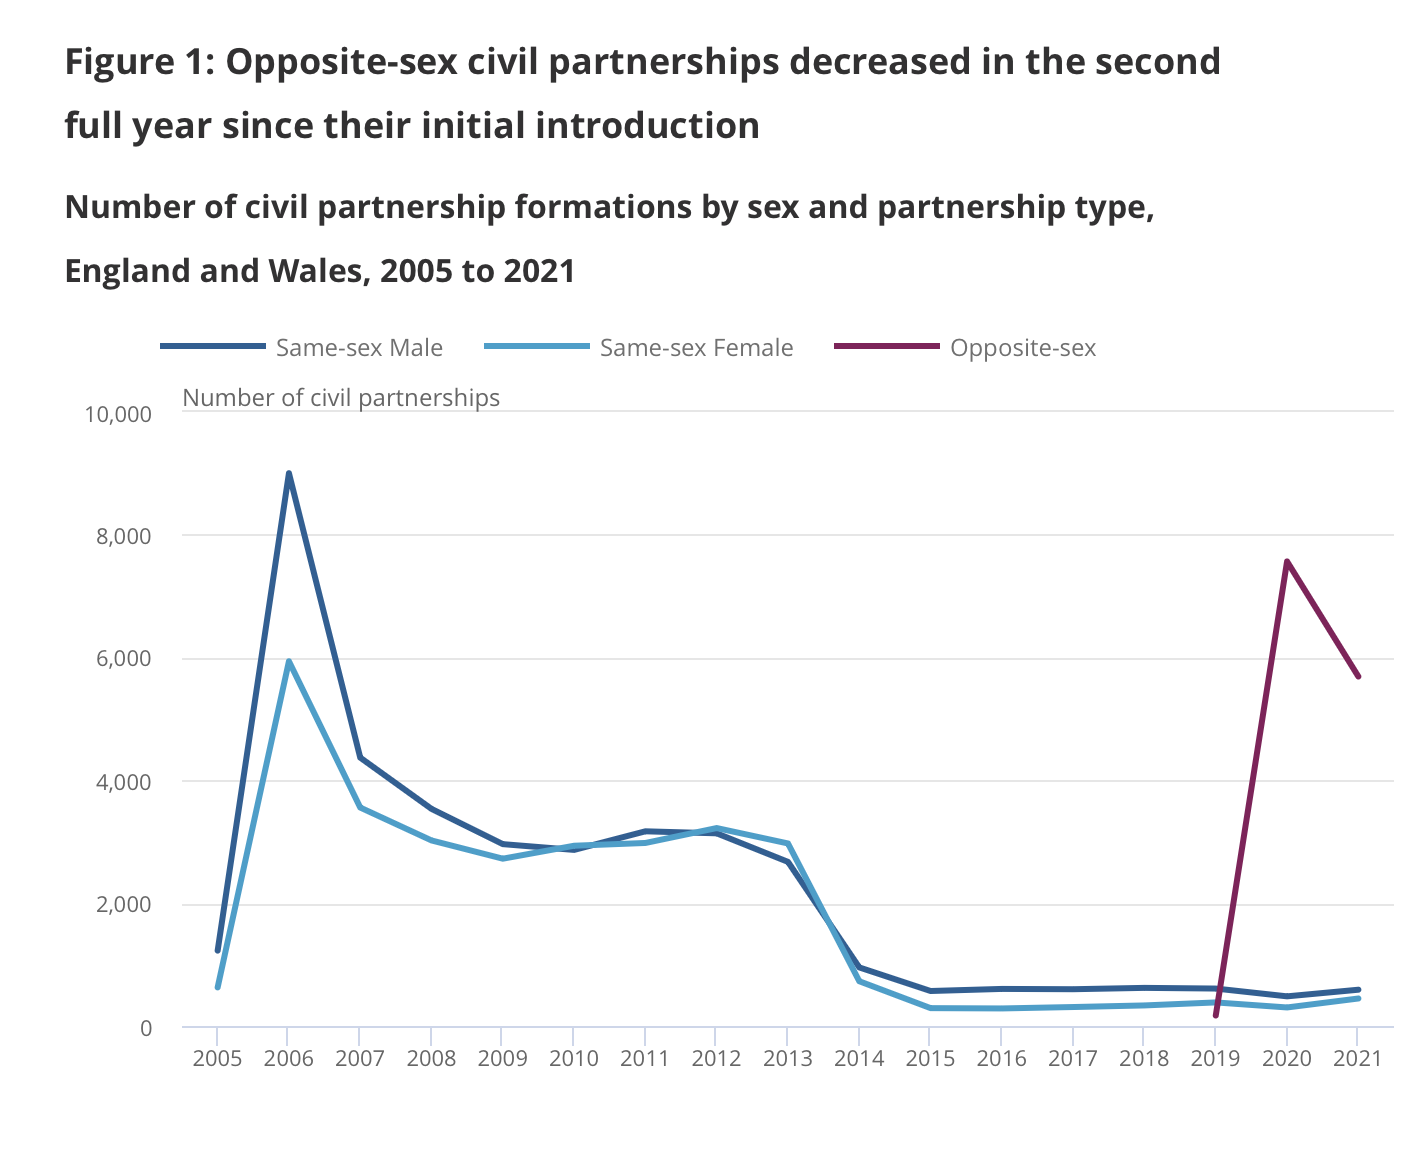 Figure 1: Opposite-sex civil partnerships decreased in the second
full year since their initial introduction
Number of civil partnership formations by sex and partnership type,
England and Wales, 2005 to 2021
Same-sex Male Same-sex Female Opposite-sex
Number of civil partnerships
10,000
8,000
6,000
4,000
2,000
0
2005 2006 2007 2008 2009 2010 2011 2012 2013 2014 2015 2016 2017 2018 2019 2020 2021